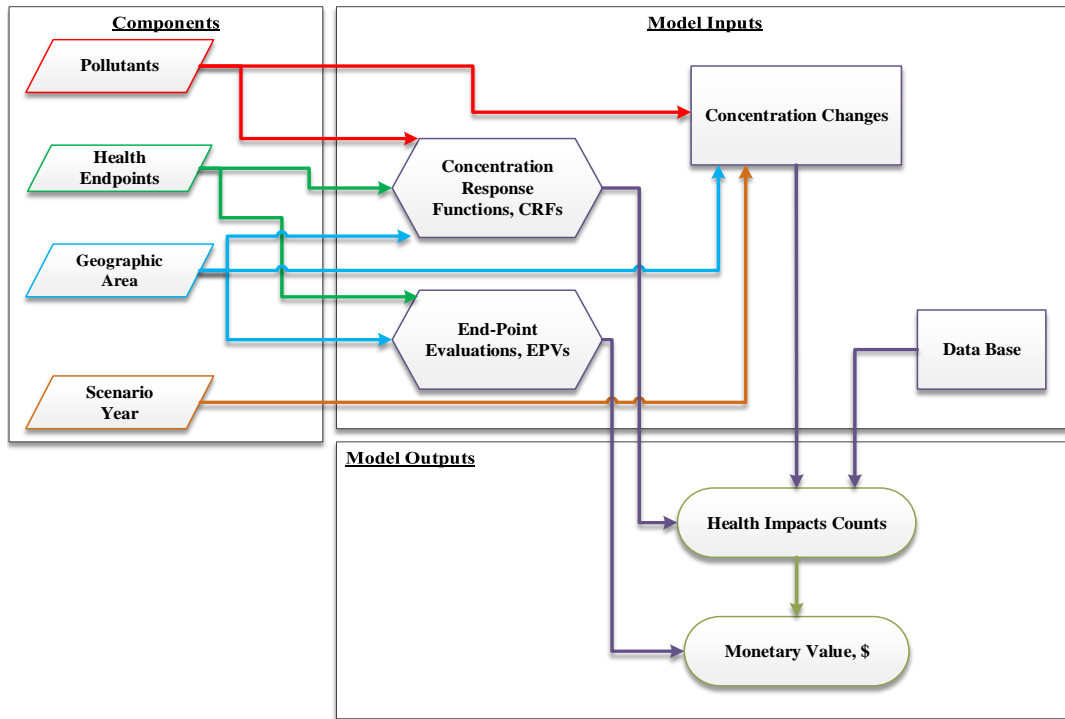 Components
Pollutants
Health
Endpoints
Geographic
Area
Scenario
Year
Model Inputs
Concentration Changes
Concentration
Response
Functions, CRFs
End-Point
Evaluations, EPVs
Data Base
Model Outputs
Health Impacts Counts
Monetary Value, $